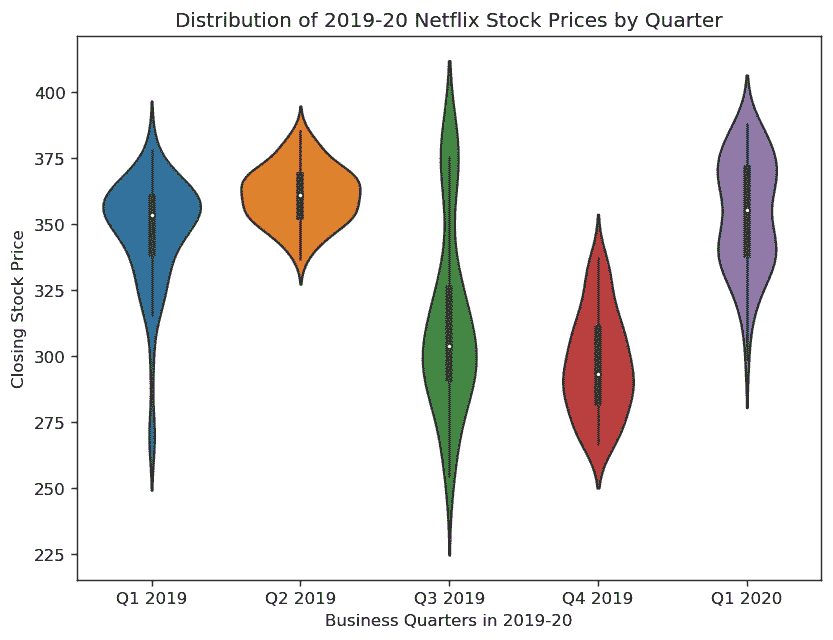 Distribution of 2019-20 Netflix Stock Prices by Quarter
Closing Stock Price
400
375
350
325
300
275
250
225
Q1 2019 Q2 2019 Q3 2019 Q4 2019 Q1 2020
Business Quarters in 2019-20